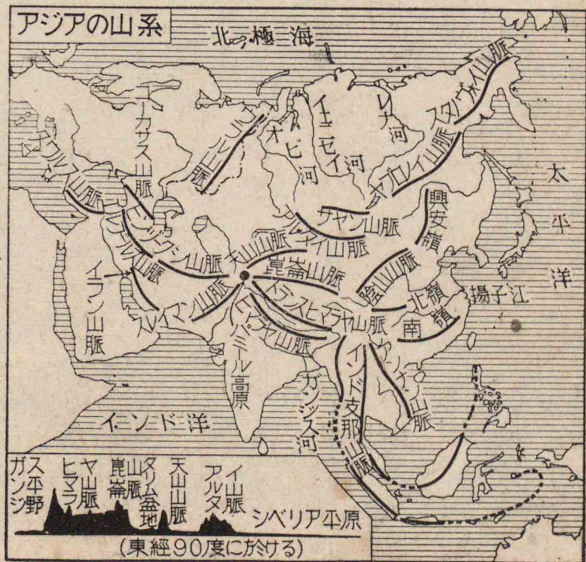 アジアの山系
北極海
太平洋
スタノヴォイ山脈
レナ河
イエニセイ河
オビ河
ウラル山脈
コーカサス山脈
ヤブロノイ山脈
サヤン山脈
アルタイ山脈
興安嶺
天山山脈
崑崙山脈
陰山山脈
北嶺
揚子江
南嶺
トランスヒマラヤ山脈
ヒマラヤ山脈
イラン山脈
スレイマン山脈
パミール高原
ガンジス河
インド支那山脈
インド洋
ガンジス平野
ヒマラヤ山脈
崑崙山脈
タリム盆地
天山山脈
アルタイ山脈
シベリア平原
(東經90度に於ける)